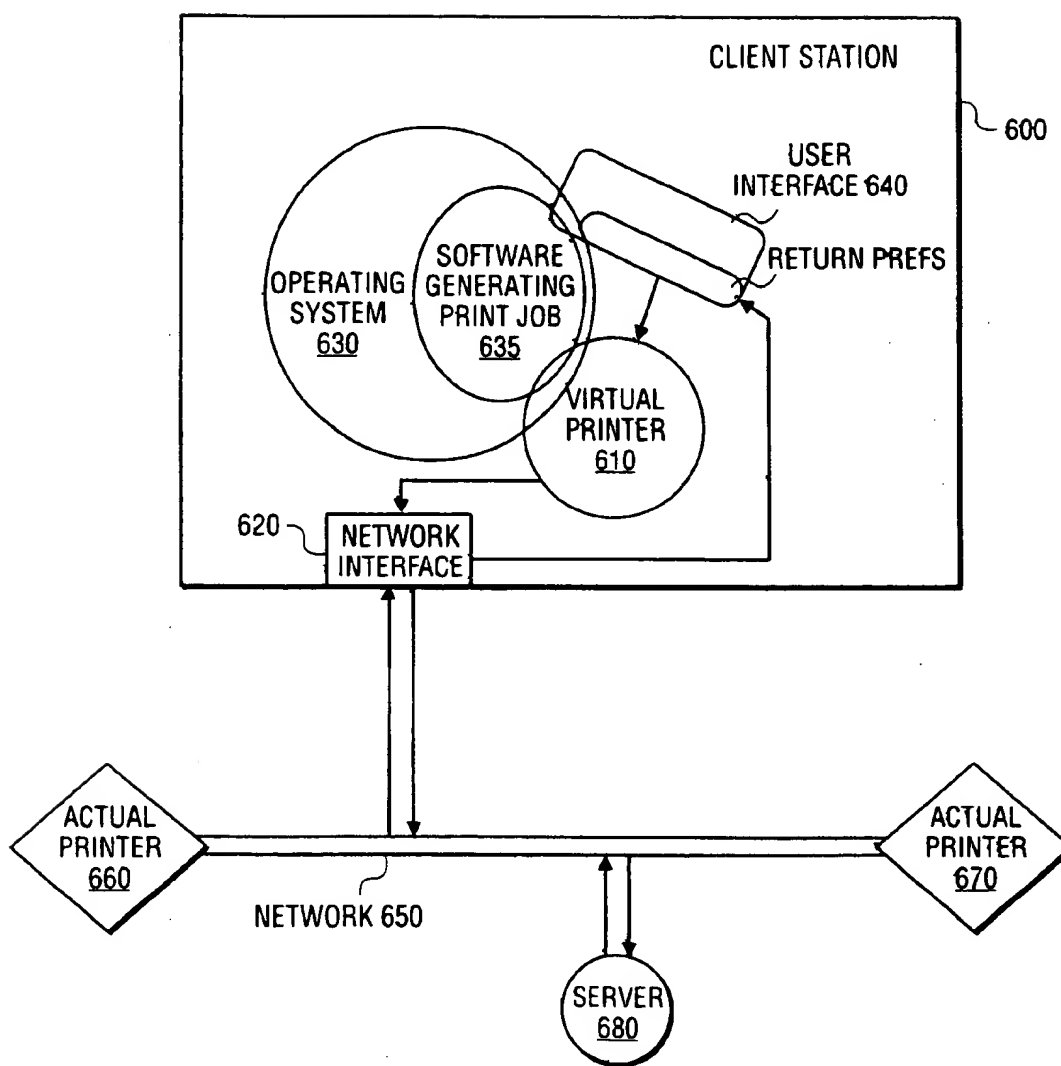 CLIENT STATION
600
USER
INTERFACE 640
RETURN PREFS
OPERATING
SYSTEM
630
SOFTWARE
GENERATING
PRINT JOB
635
VIRTUAL
PRINTER
610
620
NETWORK
INTERFACE
ACTUAL
PRINTER
660
ACTUAL
PRINTER
670
NETWORK 650
SERVER
680